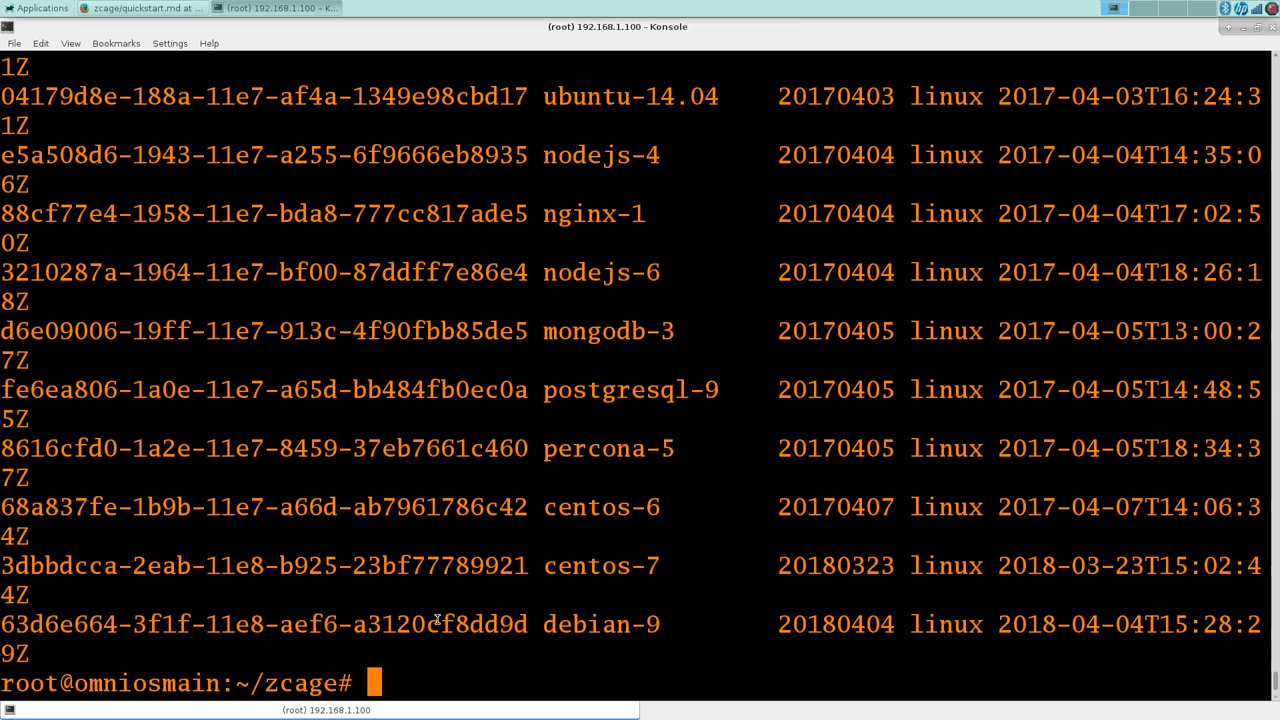 Applications
zcage/quickstart.md at ...
(root) 192.168.1.100 – K...
(root) 192.168.1.100 – Konsole
File Edit View Bookmarks Settings Help
1Z
04179d8e-188a-11e7-af4a-1349e98cbd17 ubuntu-14.04 20170403 linux 2017-04-03T16:24:3
1Z
e5a508d6-1943-11e7-a255-6f9666eb8935 nodejs-4 20170404 linux 2017-04-04T14:35:0
6Z
88cf77e4-1958-11e7-bda8-777cc817ade5 nginx-1 20170404 linux 2017-04-04T17:02:5
0Z
3210287a-1964-11e7-bf00-87ddff7e86e4 nodejs-6 20170404 linux 2017-04-04T18:26:1
8Z
d6e09006-19ff-11e7-913c-4f90fbb85de5 mongodb-3 20170405 linux 2017-04-05T13:00:2
7Z
fe6ea806-1a0e-11e7-a65d-bb484fb0ec0a postgresql-9 20170405 linux 2017-04-05T14:48:5
5Z
8616cfd0-1a2e-11e7-8459-37eb7661c460 percona-5 20170405 linux 2017-04-05T18:34:3
7Z
68a837fe-1b9b-11e7-a66d-ab7961786c42 centos-6 20170407 linux 2017-04-07T14:06:3
4Z
3dbbdcca-2eab-11e8-b925-23bf77789921 centos-7 20180323 linux 2018-03-23T15:02:4
4Z
63d6e664-3f1f-11e8-aef6-a3120cf8dd9d debian-9 20180404 linux 2018-04-04T15:28:2
9Z
root@omniosmain:~/zcage#
(root) 192.168.1.100